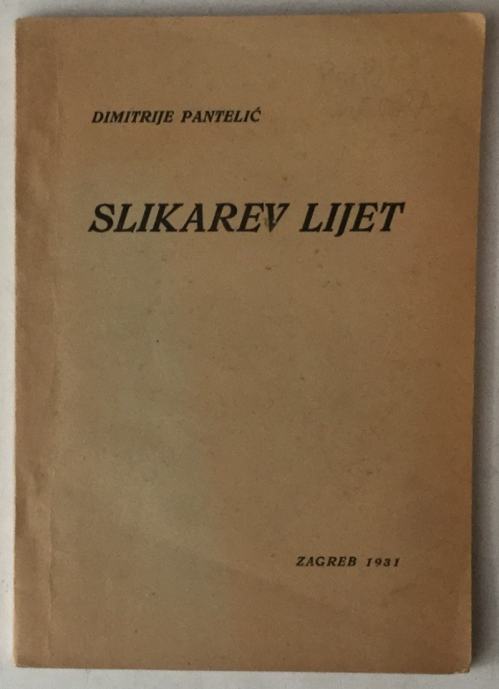 DIMITRIJE PANTELIĆ
SLIKAREV LIJET
ZAGREB 1931